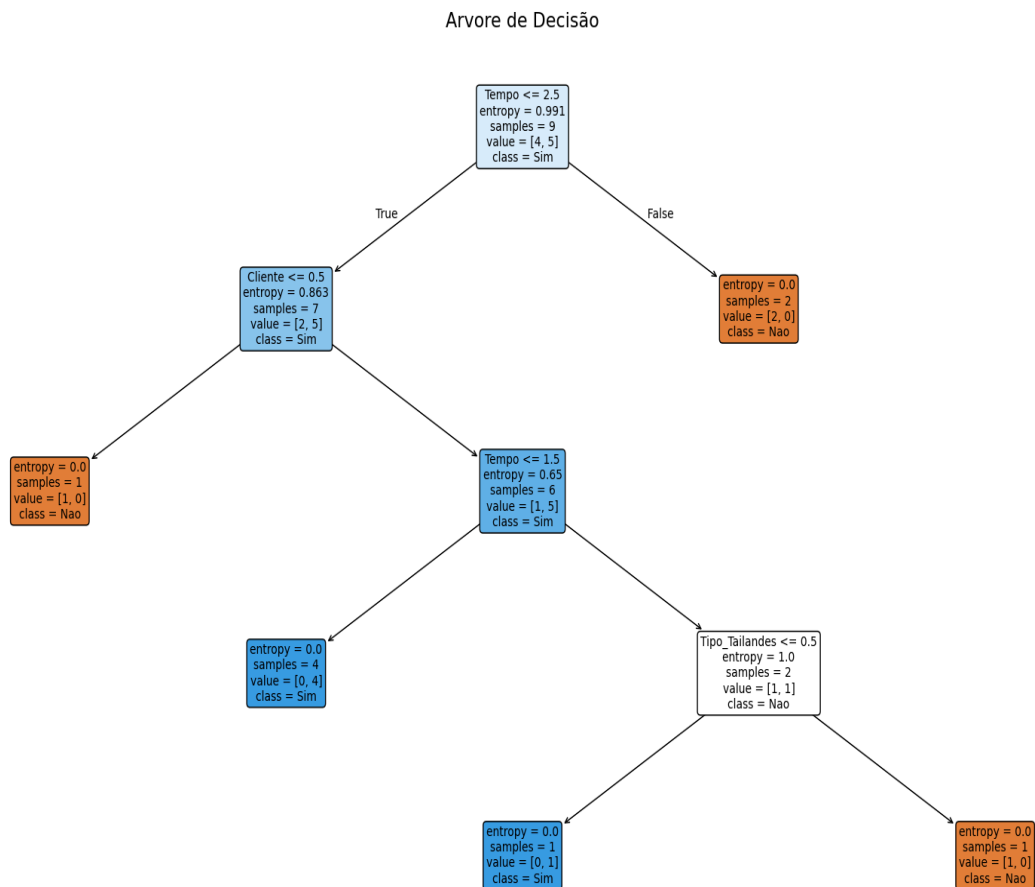 Arvore de Decisão
Tempo <= 2.5
entropy = 0.991
samples = 9
value = [4, 5]
class = Sim
True
False
Cliente <= 0.5
entropy = 0.863
samples = 7
value = [2, 5]
class = Sim
entropy = 0.0
samples = 2
value = [2, 0]
class = Nao
entropy = 0.0
samples = 1
value = [1, 0]
class = Nao
Tempo <= 1.5
entropy = 0.65
samples = 6
value = [1, 5]
class = Sim
entropy = 0.0
samples = 4
value = [0, 4]
class = Sim
Tipo_Tailandes <= 0.5
entropy = 1.0
samples = 2
value = [1, 1]
class = Nao
entropy = 0.0
samples = 1
value = [0, 1]
class = Sim
entropy = 0.0
samples = 1
value = [1, 0]
class = Nao